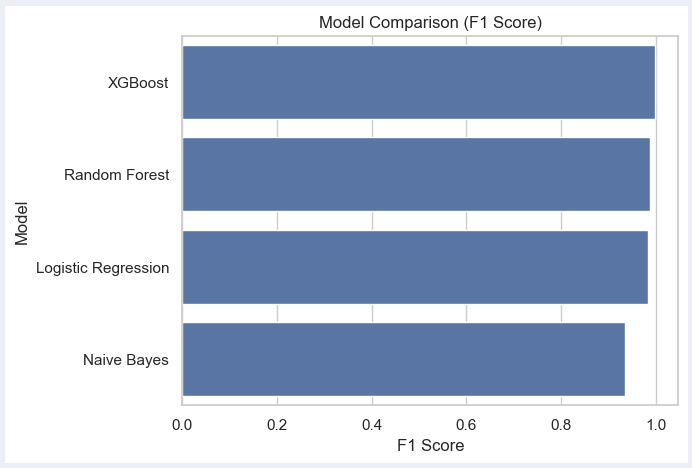 Model Comparison (F1 Score)
XGBoost
Random Forest
Model
Logistic Regression
Naive Bayes
0.0 0.2 0.4 0.6 0.8 1.0
F1 Score